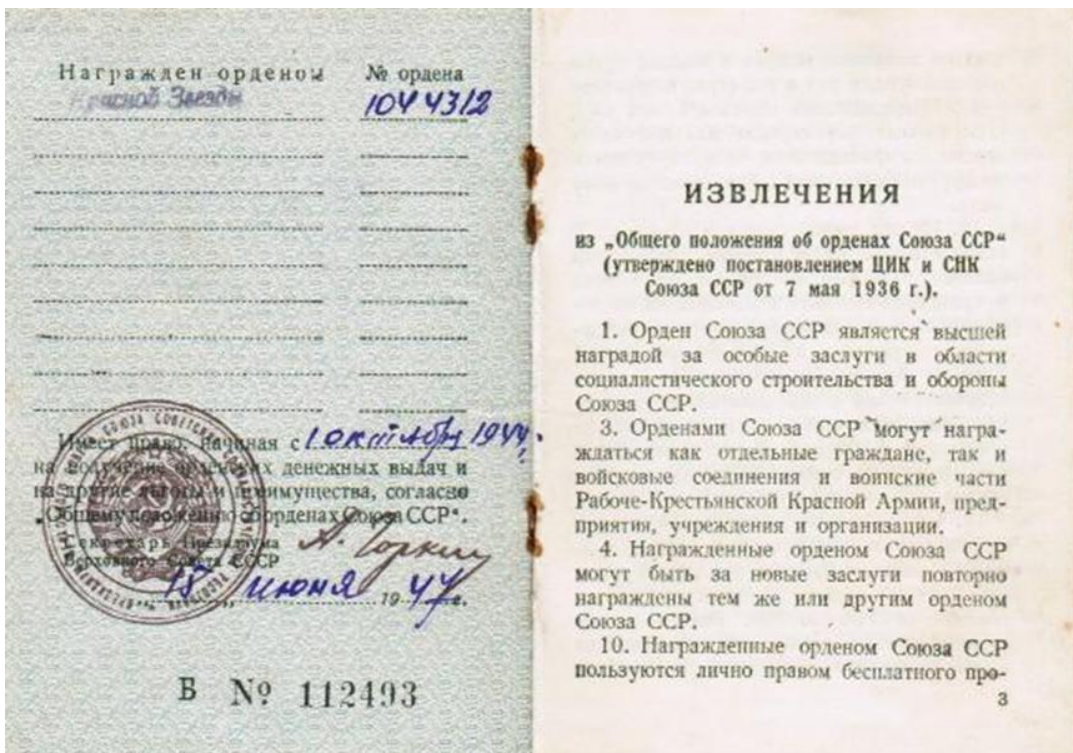 Награжден орденом № ордена
Красной Звезды 1044312
Имеет право, начиная с 1 октября 1944 г.
на получение орденских денежных выдач и
на другие льготы и преимущества, согласно
„Общему положению об орденах Союза ССР".
Секретарь Президиума
Верховного Совета СССР А. Горкин
18 июня 1947 г.
Б № 112493
ИЗВЛЕЧЕНИЯ
из „Общего положения об орденах Союза ССР"
(утверждено постановлением ЦИК и СНК
Союза ССР от 7 мая 1936 г.).
1. Орден Союза ССР является высшей
наградой за особые заслуги в области
социалистического строительства и обороны
Союза ССР.
3. Орденами Союза ССР могут награ-
ждаться как отдельные граждане, так и
войсковые соединения и воинские части
Рабоче-Крестьянской Красной Армии, пред-
приятия, учреждения и организации.
4. Награжденные орденом Союза ССР
могут быть за новые заслуги повторно
награждены тем же или другим орденом
Союза ССР.
10. Награжденные орденом Союза ССР
пользуются лично правом бесплатного про-
3